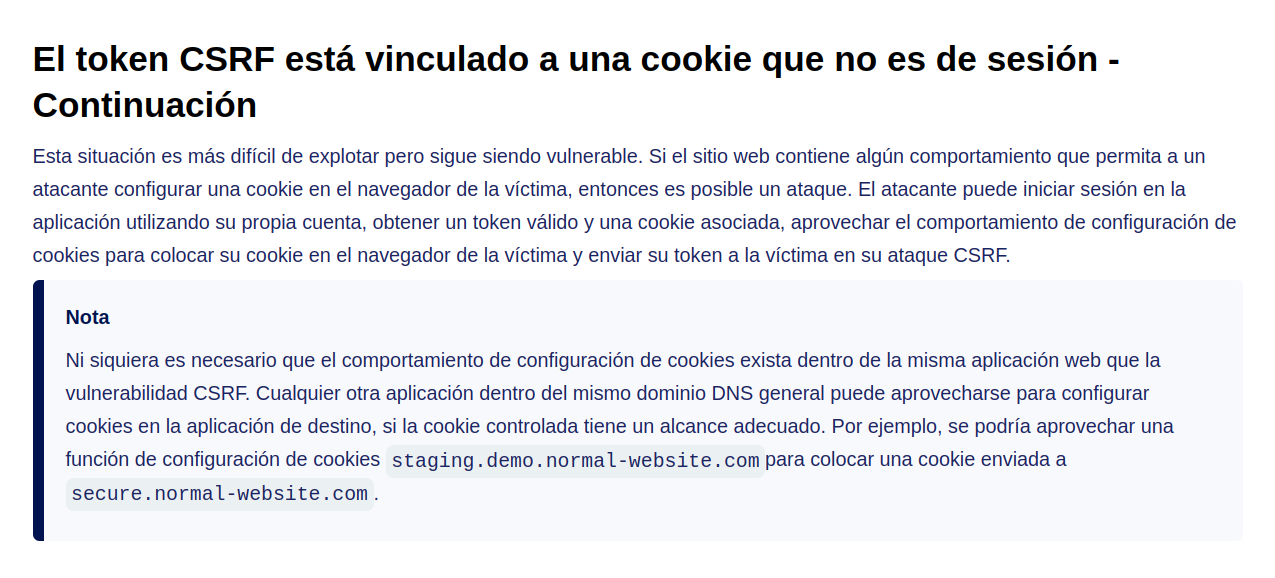 El token CSRF está vinculado a una cookie que no es de sesión -
Continuación
Esta situación es más difícil de explotar pero sigue siendo vulnerable. Si el sitio web contiene algún comportamiento que permita a un
atacante configurar una cookie en el navegador de la víctima, entonces es posible un ataque. El atacante puede iniciar sesión en la
aplicación utilizando su propia cuenta, obtener un token válido y una cookie asociada, aprovechar el comportamiento de configuración de
cookies para colocar su cookie en el navegador de la víctima y enviar su token a la víctima en su ataque CSRF.
Nota
Ni siquiera es necesario que el comportamiento de configuración de cookies exista dentro de la misma aplicación web que la
vulnerabilidad CSRF. Cualquier otra aplicación dentro del mismo dominio DNS general puede aprovecharse para configurar
cookies en la aplicación de destino, si la cookie controlada tiene un alcance adecuado. Por ejemplo, se podría aprovechar una
función de configuración de cookies staging.demo.normal-website.com para colocar una cookie enviada a
secure.normal-website.com .